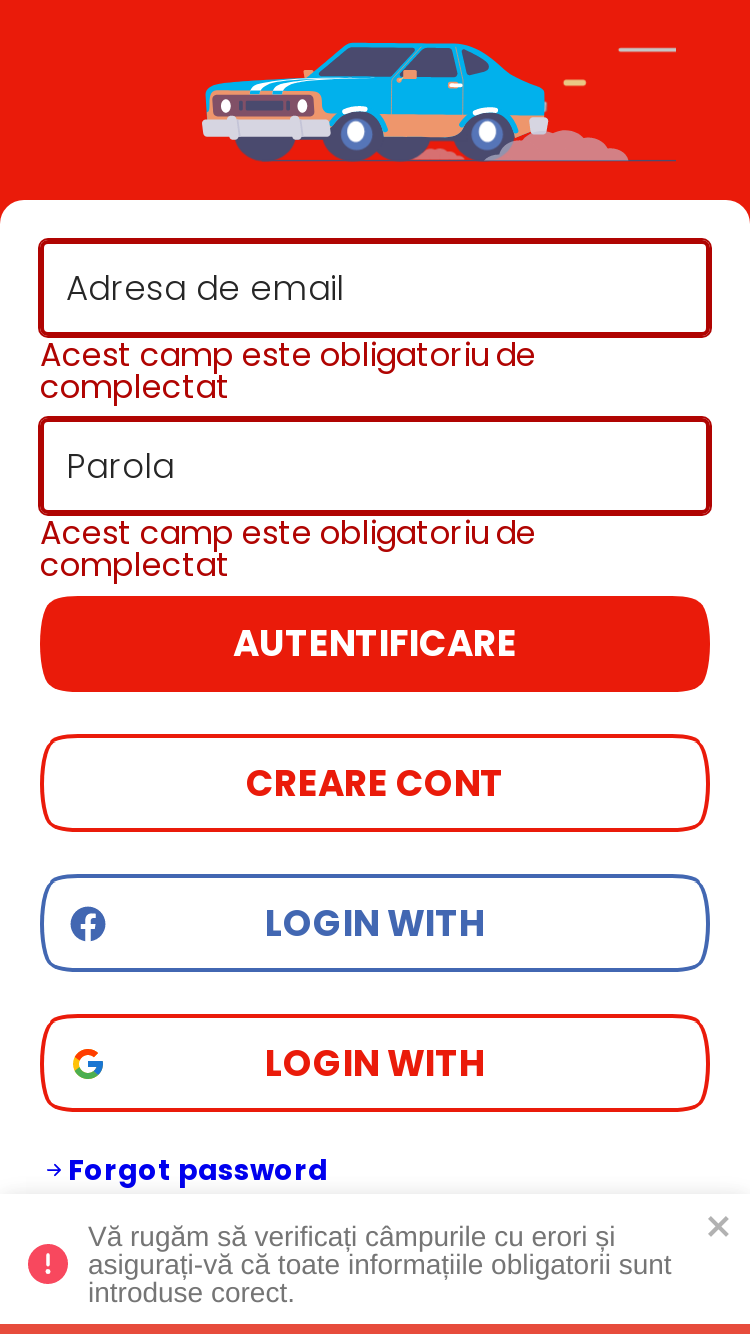 Adresa de email
Acest camp este obligatoriu de
complectat
Parola
Acest camp este obligatoriu de
complectat
AUTENTIFICARE
CREARE CONT
LOGIN WITH
LOGIN WITH
Forgot password
Vă rugăm să verificați câmpurile cu erori și
asigurați-vă că toate informațiile obligatorii sunt
introduse corect.